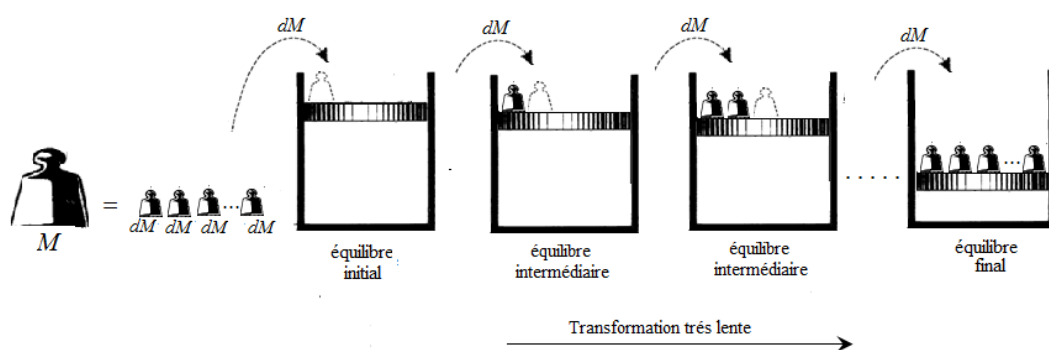 dM
dM
dM
dM
M
=
...
dM
dM
dM
dM
...
.....
équilibre
initial
équilibre
intermédiaire
équilibre
intermédiaire
équilibre
final
Transformation trés lente